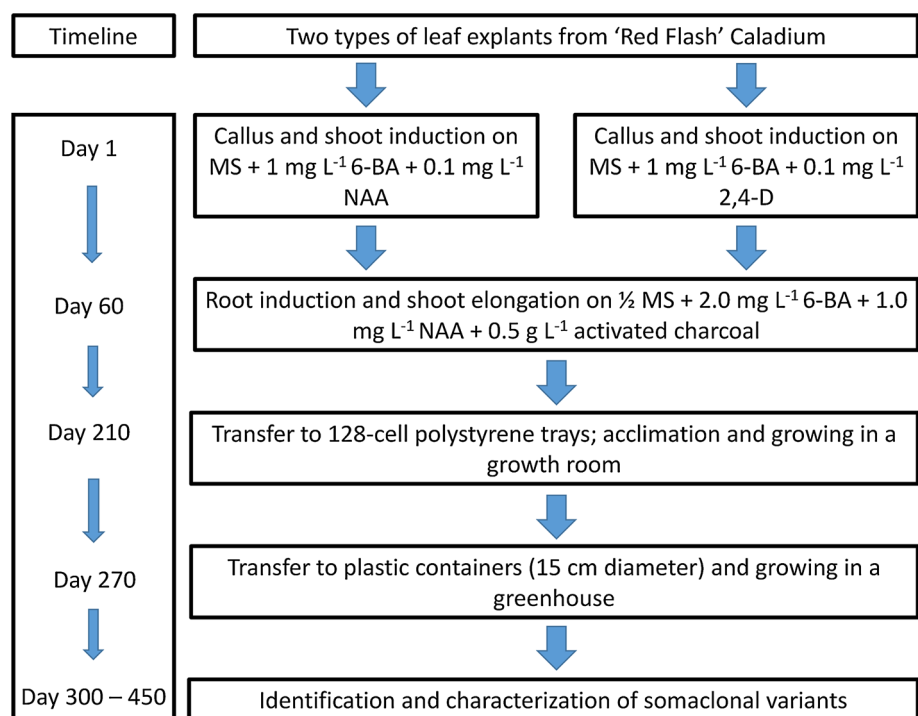 Timeline
Two types of leaf explants from ‘Red Flash’ Caladium
Day 1
Callus and shoot induction on
MS + 1 mg L⁻¹ 6-BA + 0.1 mg L⁻¹
NAA
Callus and shoot induction on
MS + 1 mg L⁻¹ 6-BA + 0.1 mg L⁻¹
2,4-D
Day 60
Root induction and shoot elongation on ½ MS + 2.0 mg L⁻¹ 6-BA + 1.0
mg L⁻¹ NAA + 0.5 g L⁻¹ activated charcoal
Day 210
Transfer to 128-cell polystyrene trays; acclimation and growing in a
growth room
Day 270
Transfer to plastic containers (15 cm diameter) and growing in a
greenhouse
Day 300 – 450
Identification and characterization of somaclonal variants